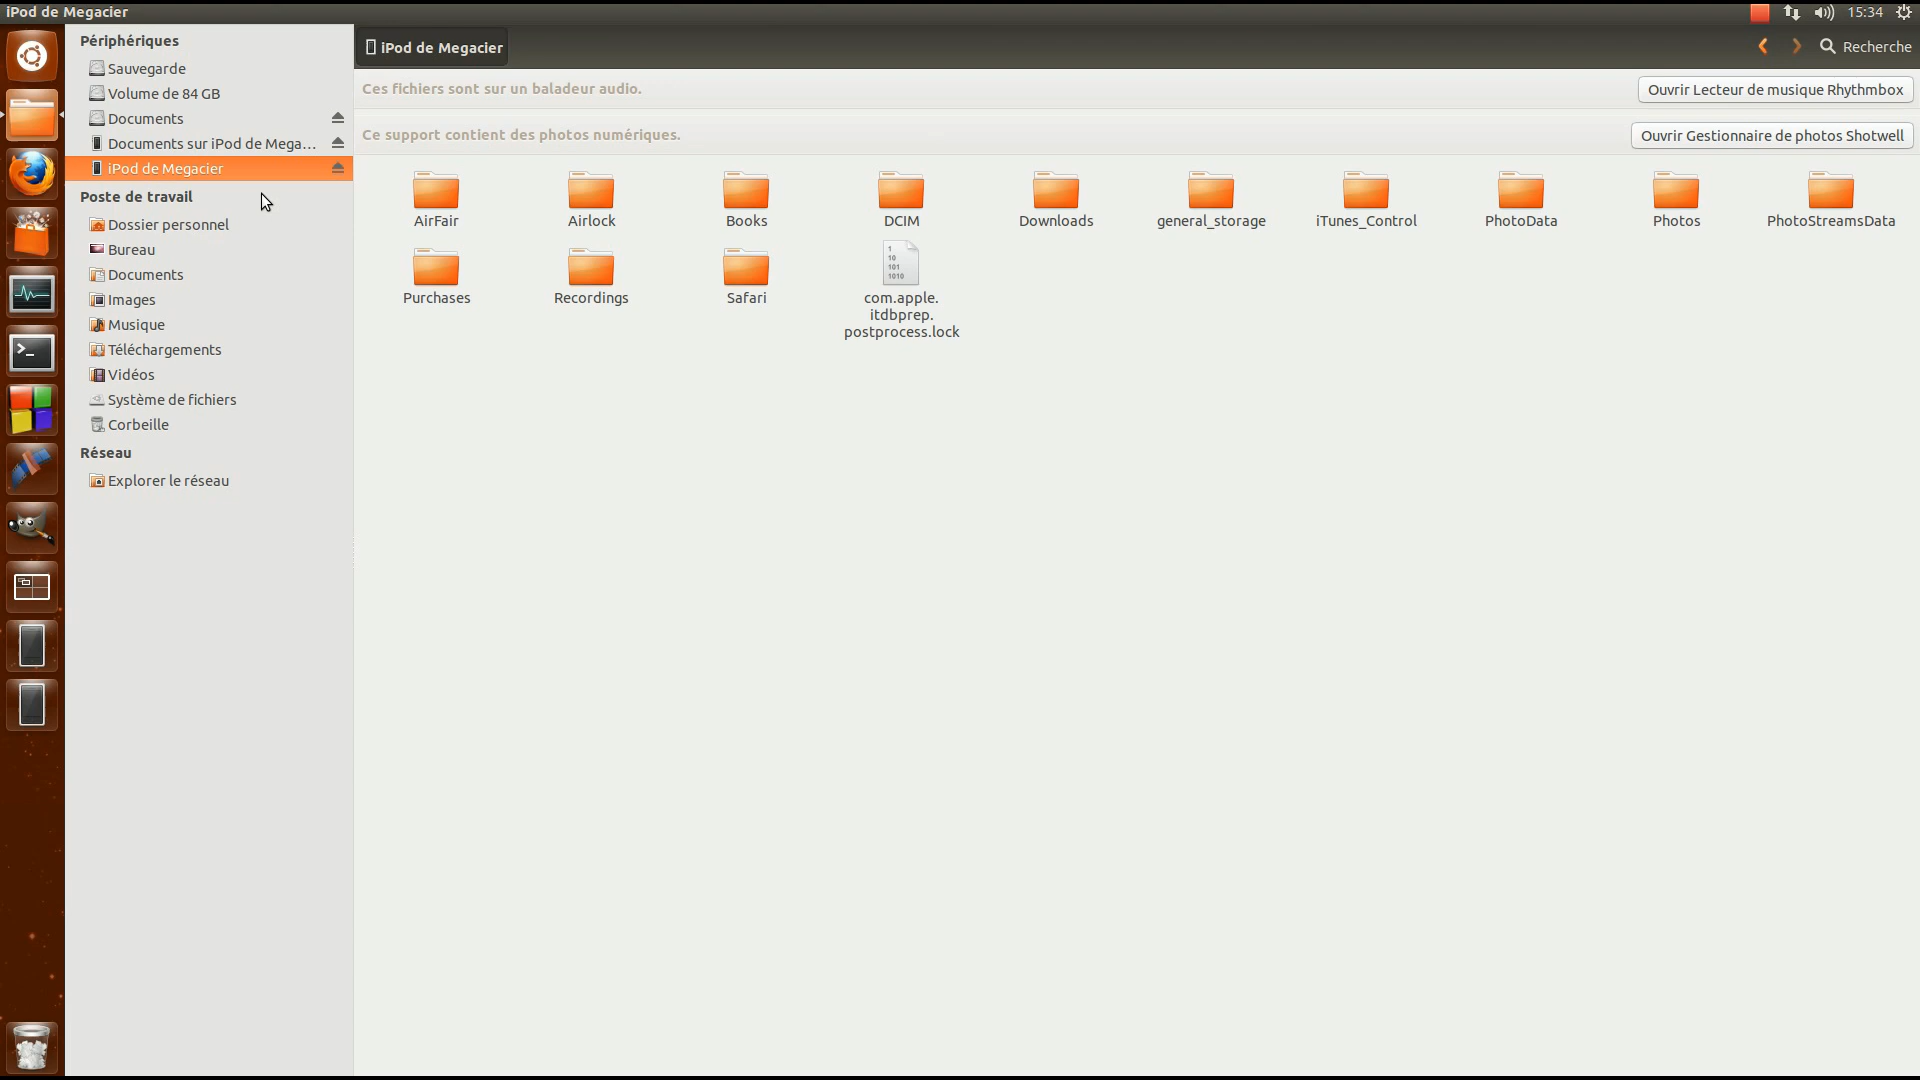 iPod de Megacier
15:34
Périphériques
Sauvegarde
Volume de 84 GB
Documents
Documents sur iPod de Mega...
iPod de Megacier
Poste de travail
Dossier personnel
Bureau
Documents
Images
Musique
Téléchargements
Vidéos
Système de fichiers
Corbeille
Réseau
Explorer le réseau
iPod de Megacier
Recherche
Ces fichiers sont sur un baladeur audio.
Ouvrir Lecteur de musique Rhythmbox
Ce support contient des photos numériques.
Ouvrir Gestionnaire de photos Shotwell
AirFair
Airlock
Books
DCIM
Downloads
general_storage
iTunes_Control
PhotoData
Photos
PhotoStreamsData
Purchases
Recordings
Safari
1
10
101
1010
com.apple.
itdbprep.
postprocess.lock